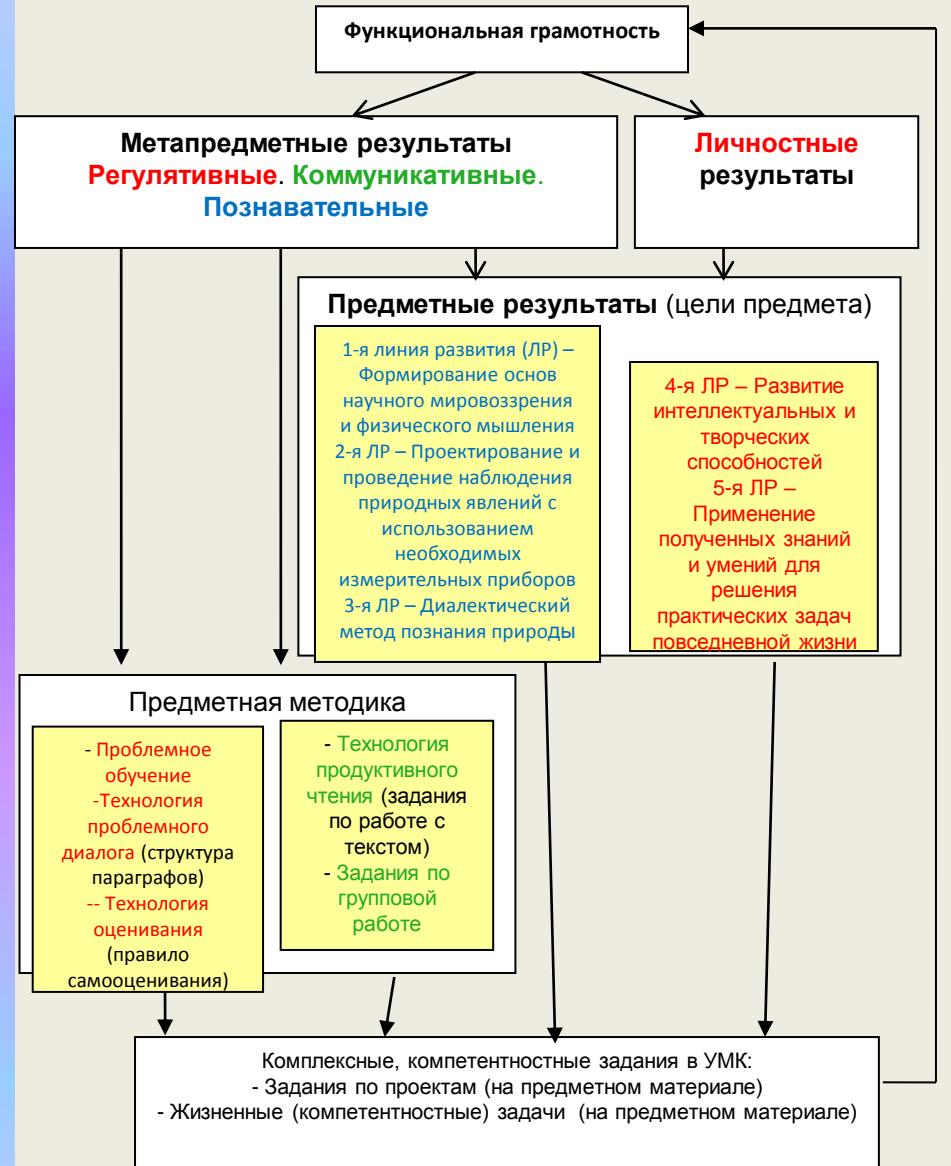 Функциональная грамотность
Метапредметные результаты
Регулятивные. Коммуникативные.
Познавательные
Личностные
результаты
Предметные результаты (цели предмета)
1-я линия развития (ЛР) –
Формирование основ
научного мировоззрения
и физического мышления
2-я ЛР – Проектирование и
проведение наблюдения
природных явлений с
использованием
необходимых
измерительных приборов
3-я ЛР – Диалектический
метод познания природы
4-я ЛР – Развитие
интеллектуальных и
творческих
способностей
5-я ЛР –
Применение
полученных знаний
и умений для
решения
практических задач
повседневной жизни
Предметная методика
- Проблемное
обучение
-Технология
проблемного
диалога (структура
параграфов)
-- Технология
оценивания
(правило
самооценивания)
- Технология
продуктивного
чтения (задания
по работе с
текстом)
- Задания по
групповой
работе
Комплексные, компетентностные задания в УМК:
- Задания по проектам (на предметном материале)
- Жизненные (компетентностные) задачи (на предметном материале)